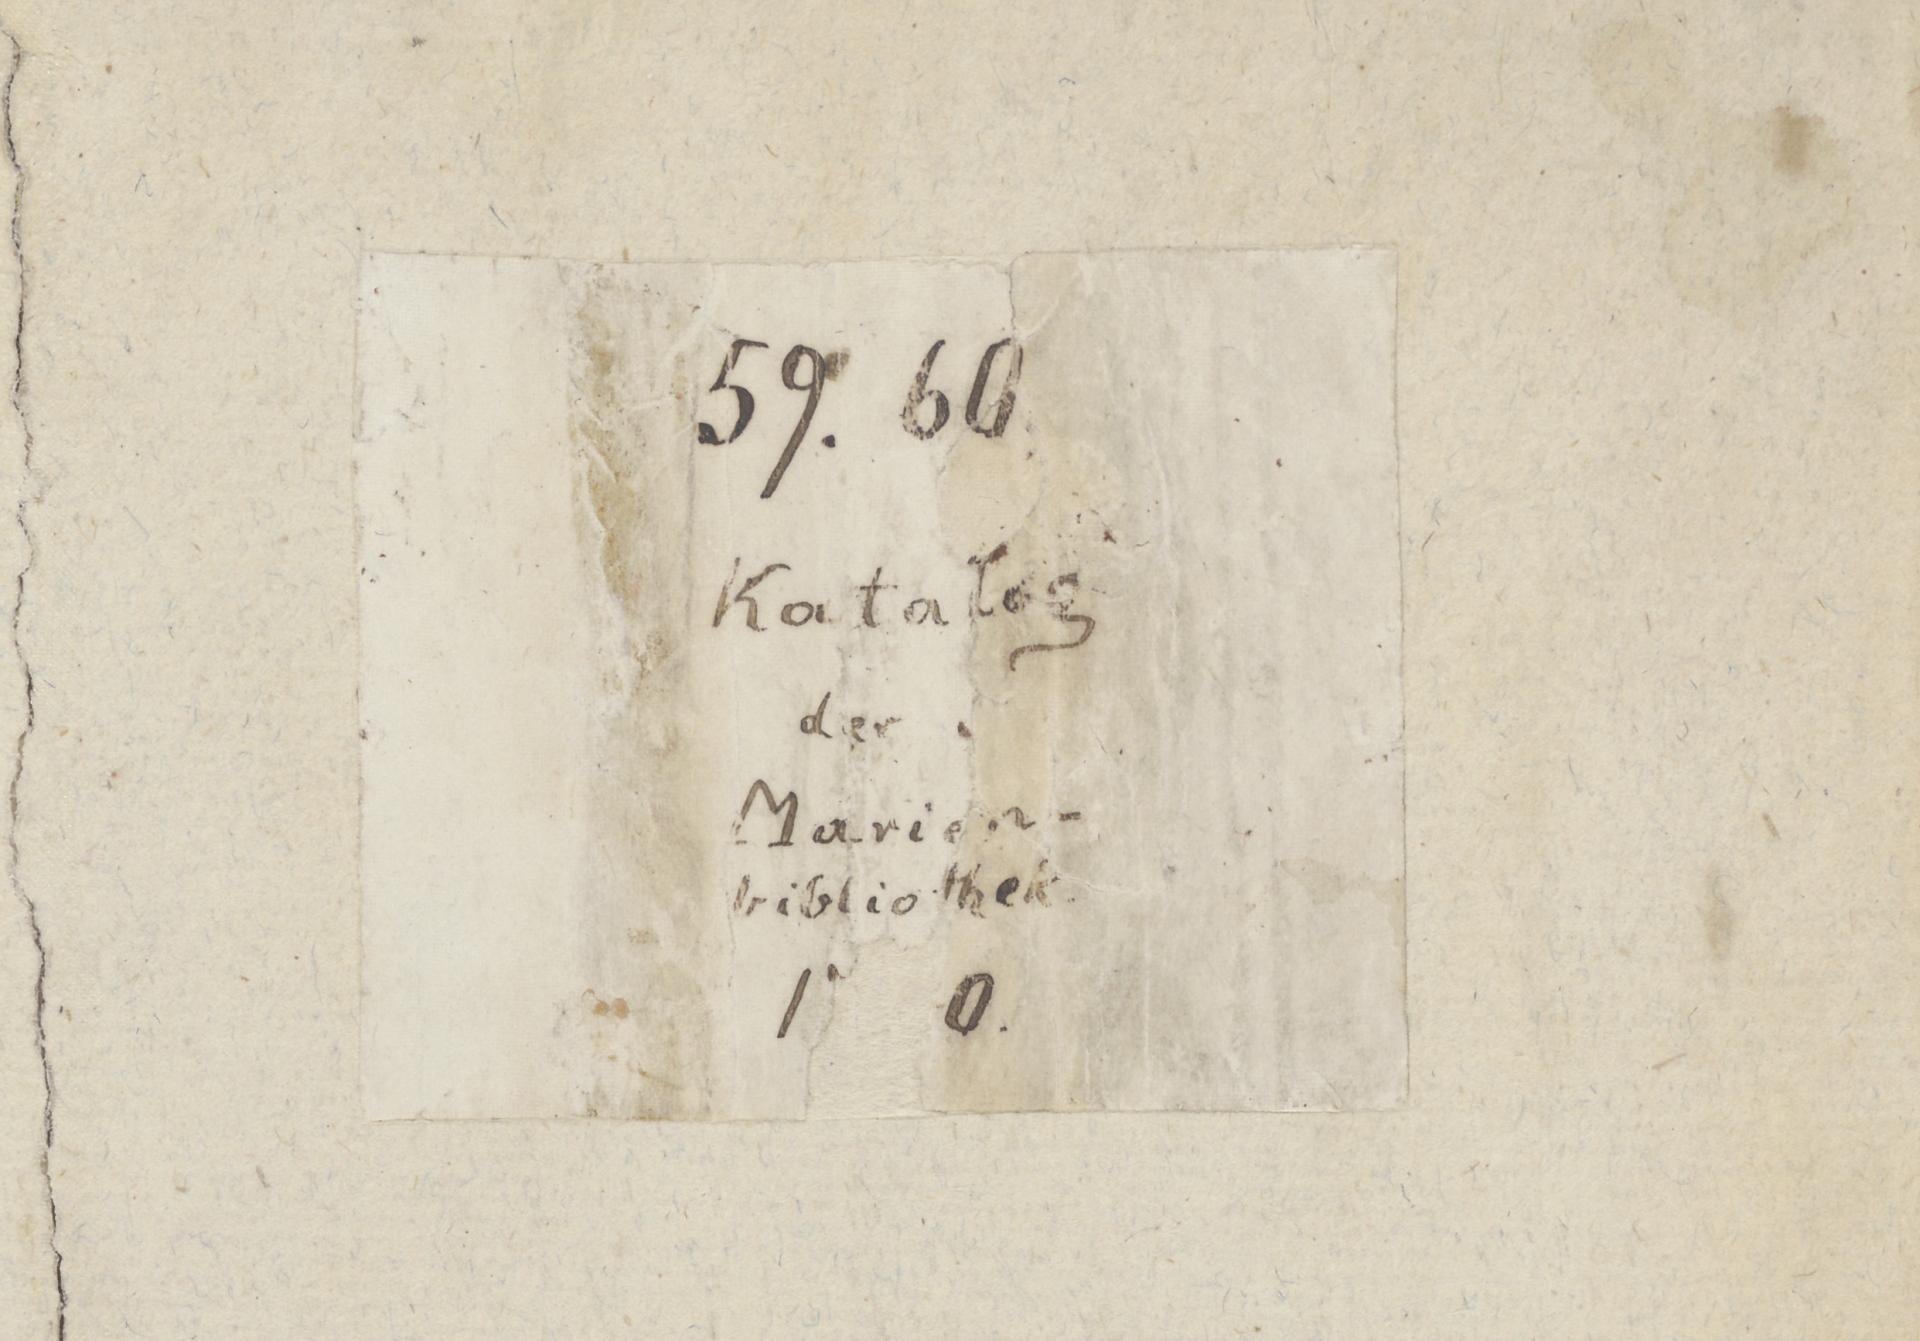 59. 60.
Katalog
der
Marien-
bibliothek.
1 0.